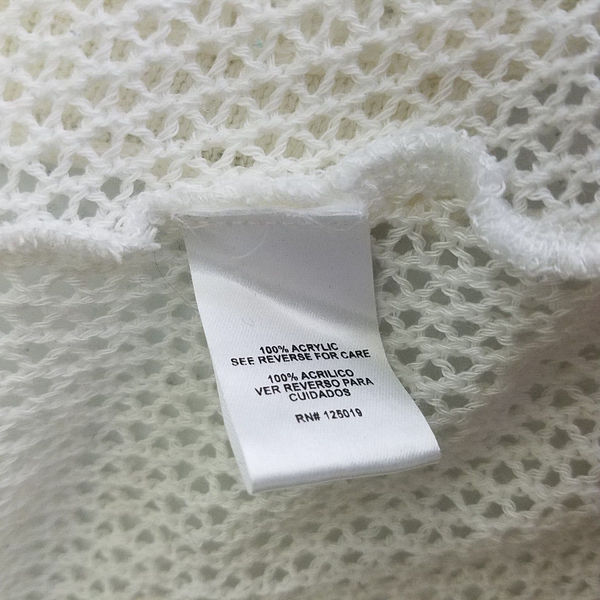 100% ACRYLIC
SEE REVERSE FOR CARE
100% ACRILICO
VER REVERSO PARA
CUIDADOS
RN# 125019